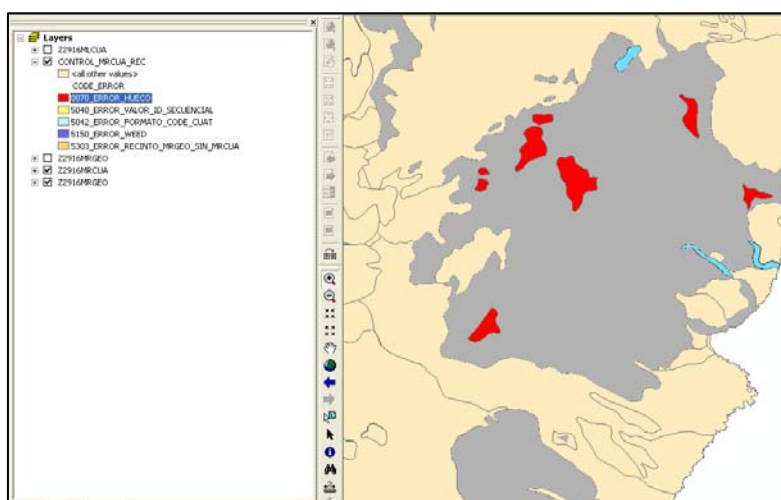 Layers
Z2916MLCUA
CONTROL_MRCUA_REC
<all other values>
CODE_ERROR
0070_ERROR_HUECO
5040_ERROR_VALOR_ID_SECUENCIAL
5042_ERROR_FORMATO_CODE_CUAT
5150_ERROR_WEED
5303_ERROR_RECINTO_MRGEO_SIN_MRCUA
Z2916MRGEO
Z2916MRCUA
Z2916MRGEO